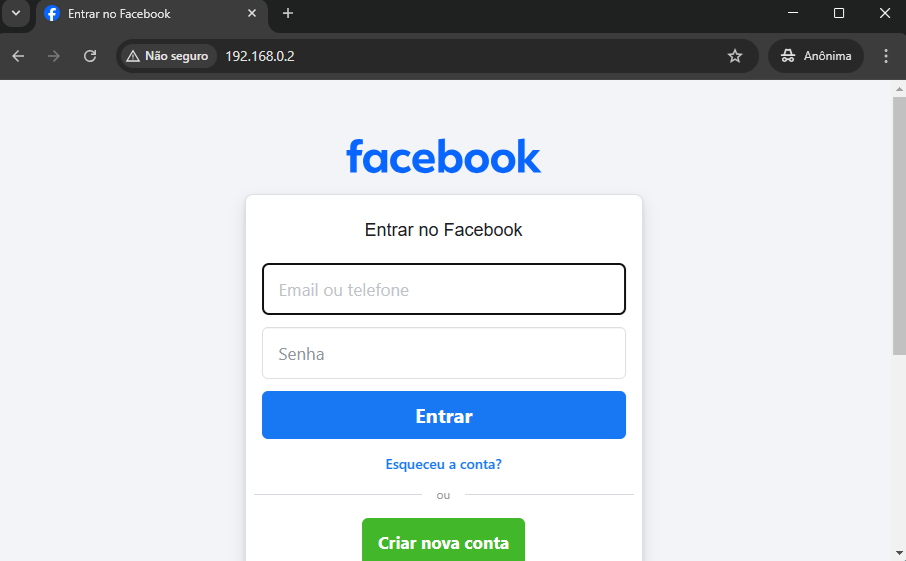 Entrar no Facebook
Não seguro 192.168.0.2 Anônima
facebook
Entrar no Facebook
Email ou telefone
Senha
Entrar
Esqueceu a conta?
ou
Criar nova conta